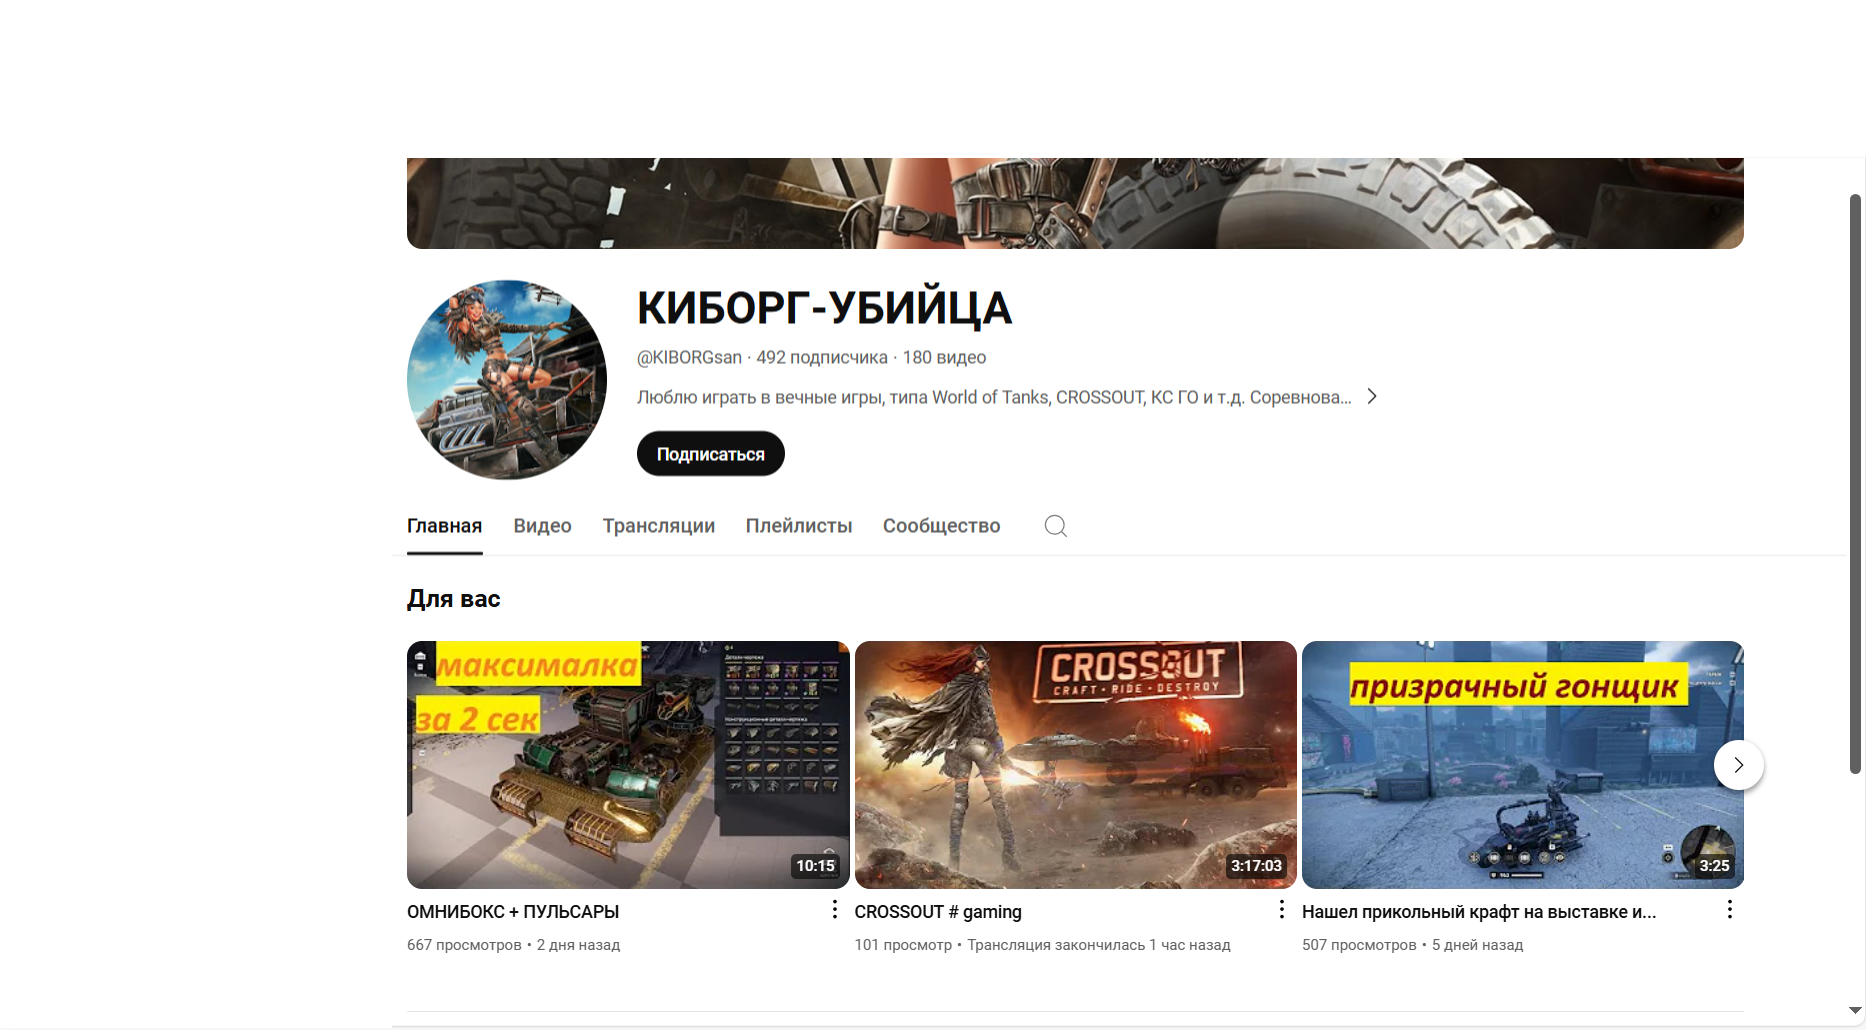 КИБОРГ-УБИЙЦА
@KIBORGsan · 492 подписчика · 180 видео
Люблю играть в вечные игры, типа World of Tanks, CROSSOUT, КС ГО и т.д. Соревнова...
Подписаться
Главная Видео Трансляции Плейлисты Сообщество
Для вас
максималка
за 2 сек
10:15
CROSSOUT
CRAFT · RIDE · DESTROY
3:17:03
призрачный гонщик
3:25
ОМНИБОКС + ПУЛЬСАРЫ
667 просмотров • 2 дня назад
CROSSOUT # gaming
101 просмотр • Трансляция закончилась 1 час назад
Нашел прикольный крафт на выставке и...
507 просмотров • 5 дней назад